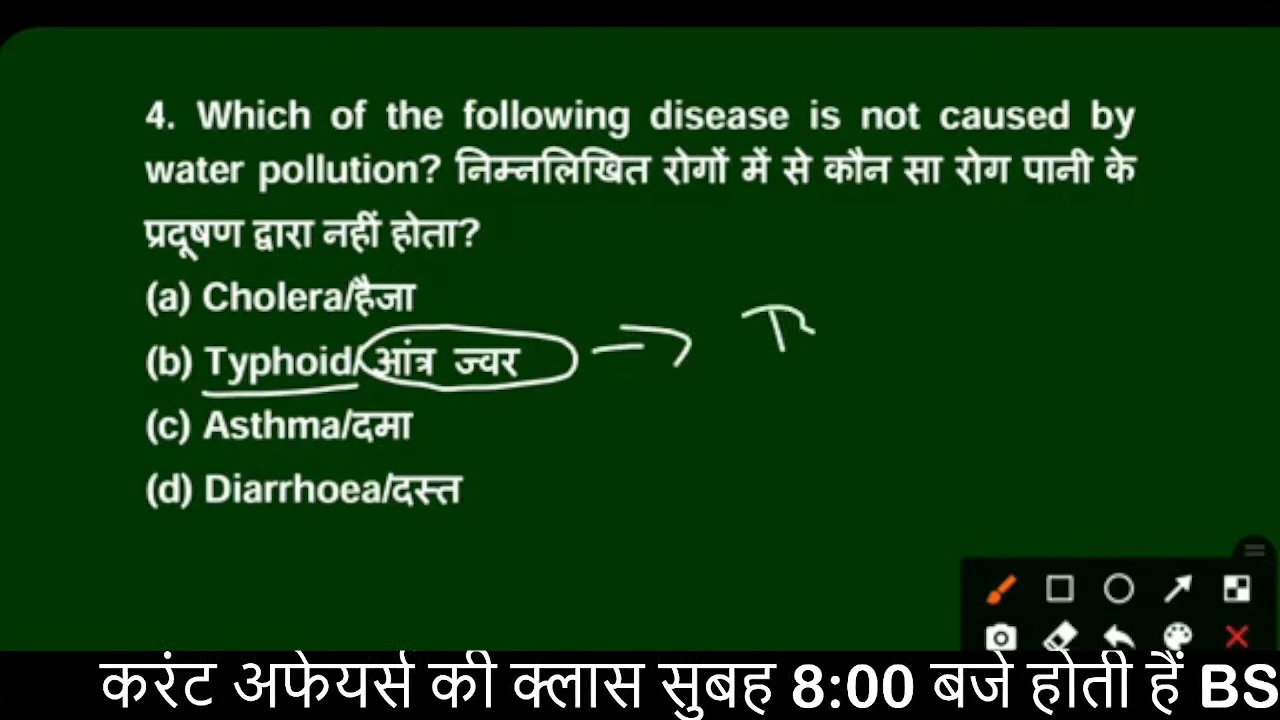 4. Which of the following disease is not caused by
water pollution? निम्नलिखित रोगों में से कौन सा रोग पानी के
प्रदूषण द्वारा नहीं होता?
(a) Cholera/हैजा
(b) Typhoid/ आंत्र ज्वर
(c) Asthma/दमा
(d) Diarrhoea/दस्त
करंट अफेयर्स की क्लास सुबह 8:00 बजे होती हैं BS